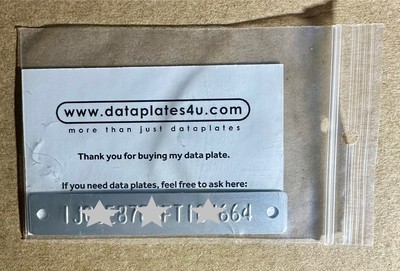 www.dataplates4u.com
more than just dataplates
Thank you for buying my data plate.
If you need data plates, feel free to ask here: